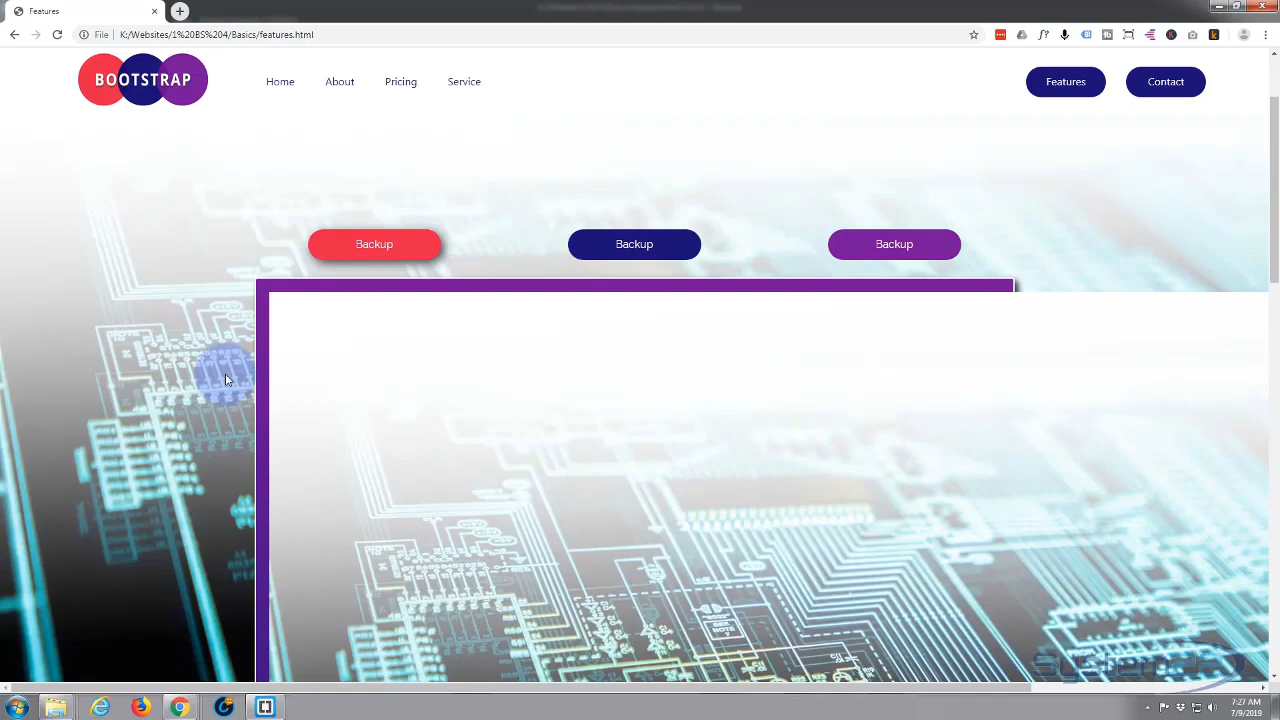 Features
File
K:/Websites/1%20BS%204/Basics/features.html
BOOTSTRAP
Home
About
Pricing
Service
Features
Contact
Backup
Backup
Backup
7:27 AM
7/9/2019